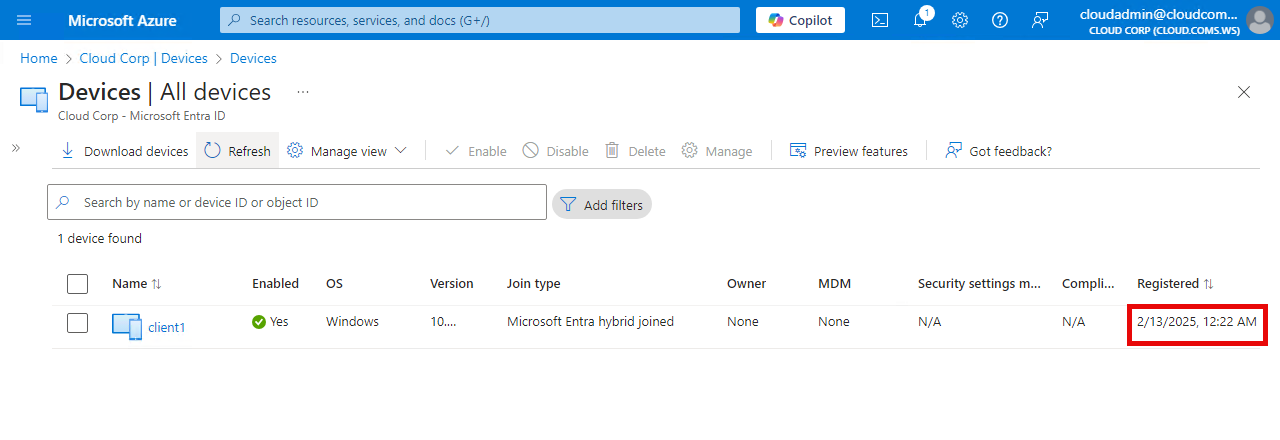 Microsoft Azure
Search resources, services, and docs (G+/)
Copilot
1
cloudadmin@cloudcom...
CLOUD CORP (CLOUD.COMS.WS)
Home > Cloud Corp | Devices > Devices
Devices | All devices ...
Cloud Corp - Microsoft Entra ID
Download devices Refresh Manage view Enable Disable Delete Manage Preview features Got feedback?
Search by name or device ID or object ID
Add filters
1 device found
Name Enabled OS Version Join type Owner MDM Security settings m... Compli... Registered
client1 Yes Windows 10.... Microsoft Entra hybrid joined None None N/A N/A 2/13/2025, 12:22 AM